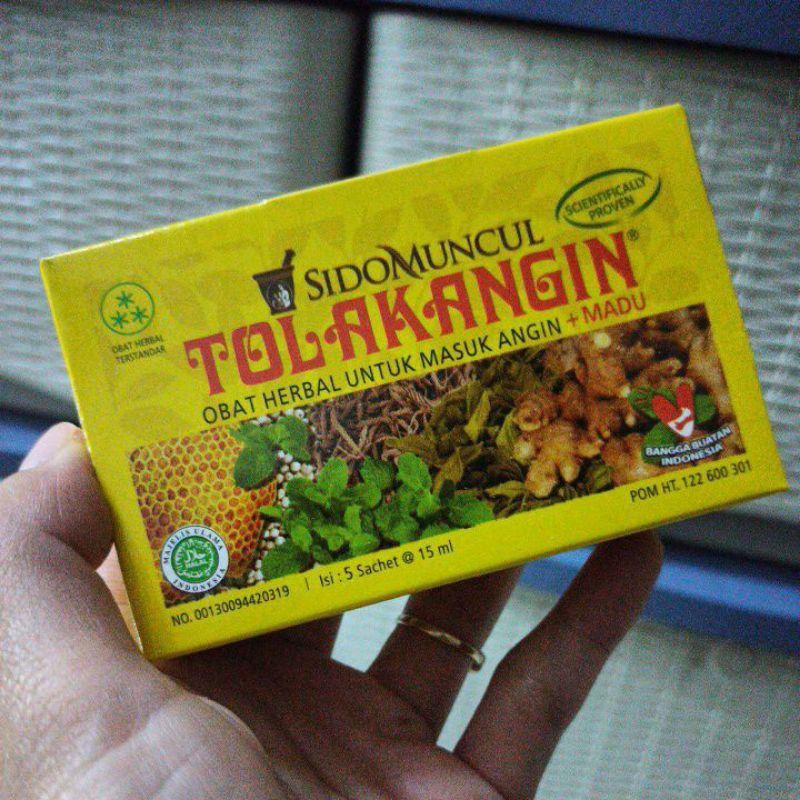 SCIENTIFICALLY
PROVEN
SIDOMUNCUL
TOLAKANGIN®
OBAT HERBAL UNTUK MASUK ANGIN + MADU
OBAT HERBAL
TERSTANDAR
BANGGA BUATAN
INDONESIA
MAJELIS ULAMA
HALAL
INDONESIA
POM HT. 122 600 301
NO. 00130094420319 | Isi : 5 Sachet @ 15 ml